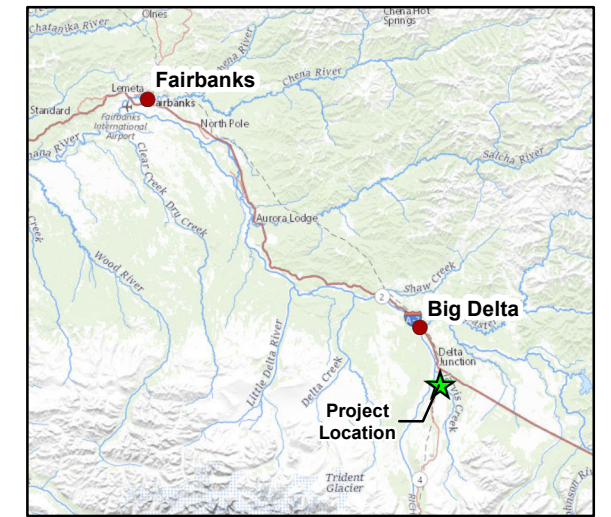 Olnes
Chena Hot
Springs
Chatanika River
Chena River
Fairbanks
Lemeta
Chena River
Standard
Fairbanks
International
Airport
North Pole
Clear Creek
Dry Creek
Salcha River
Creek
Aurora Lodge
Wood River
Shaw Creek
2
Big Delta
Little Delta River
Delta Creek
Delta
Junction
Project
Location
Creek
Trident
Glacier
4